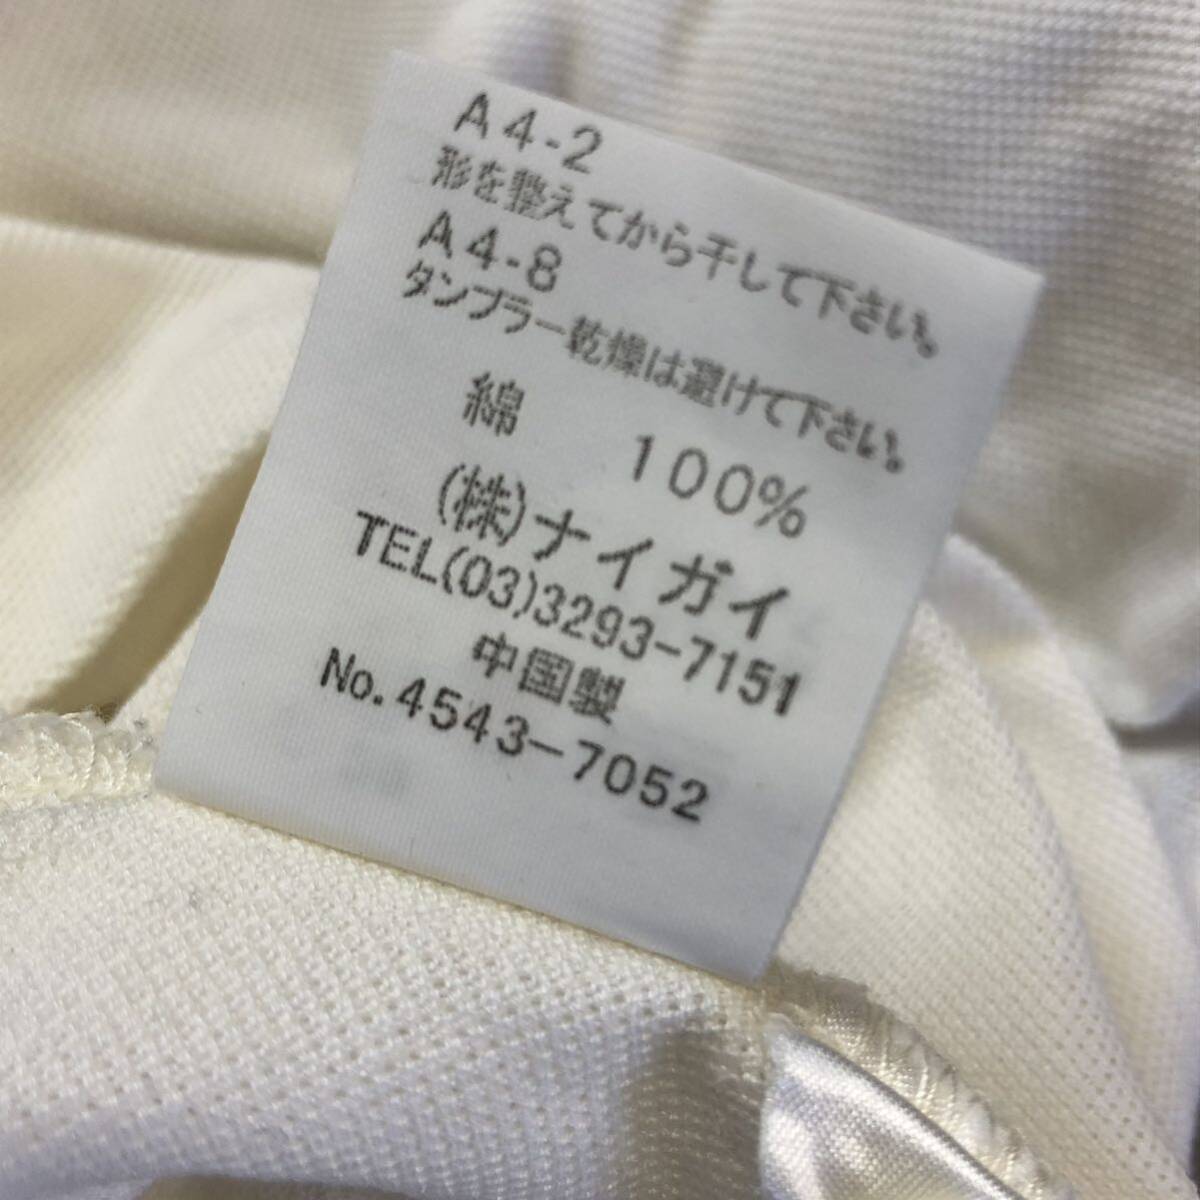 A4-2
形を整えてから干して下さい。
A4-8
タンブラー乾燥は避けて下さい。
綿 100%
(株)ナイガイ
TEL(03)3293-7151
中国製
No.4543-7052